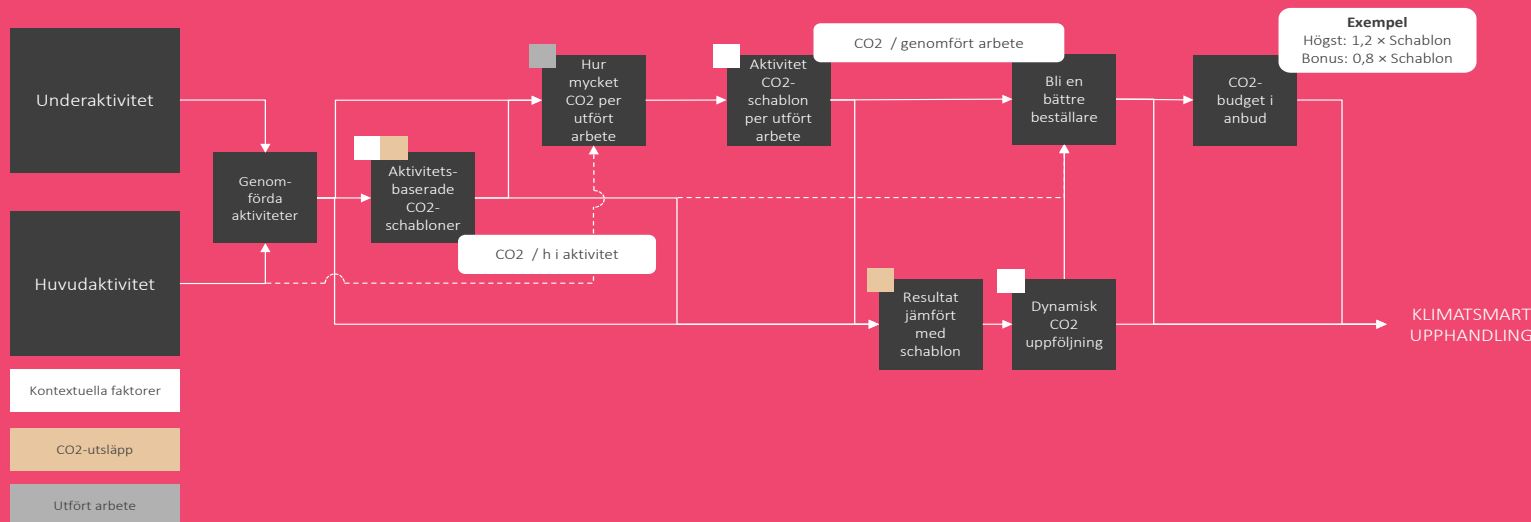 Exempel
Högst: 1,2 × Schablon
Bonus: 0,8 × Schablon
CO2 / genomfört arbete
Underaktivitet
Hur
mycket
CO2 per
utfört
arbete
Aktivitet
CO2-
schablon
per utfört
arbete
Bli en
bättre
beställare
CO2-
budget i
anbud
Genom-
förda
aktiviteter
Aktivitets-
baserade
CO2-
schabloner
CO2 / h i aktivitet
Huvudaktivitet
Resultat
jämfört
med
schablon
Dynamisk
CO2
uppföljning
KLIMATSMART
UPPHANDLING
Kontextuella faktorer
CO2-utsläpp
Utfört arbete